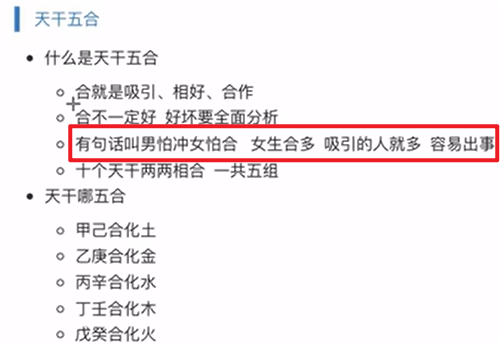 天干五合
什么是天干五合
合就是吸引、相好、合作
合不一定好 好坏要全面分析
有句话叫男怕冲女怕合 女生合多 吸引的人就多 容易出事
十个天干两两相合 一共五组
天干哪五合
甲己合化土
乙庚合化金
丙辛合化水
丁壬合化木
戊癸合化火